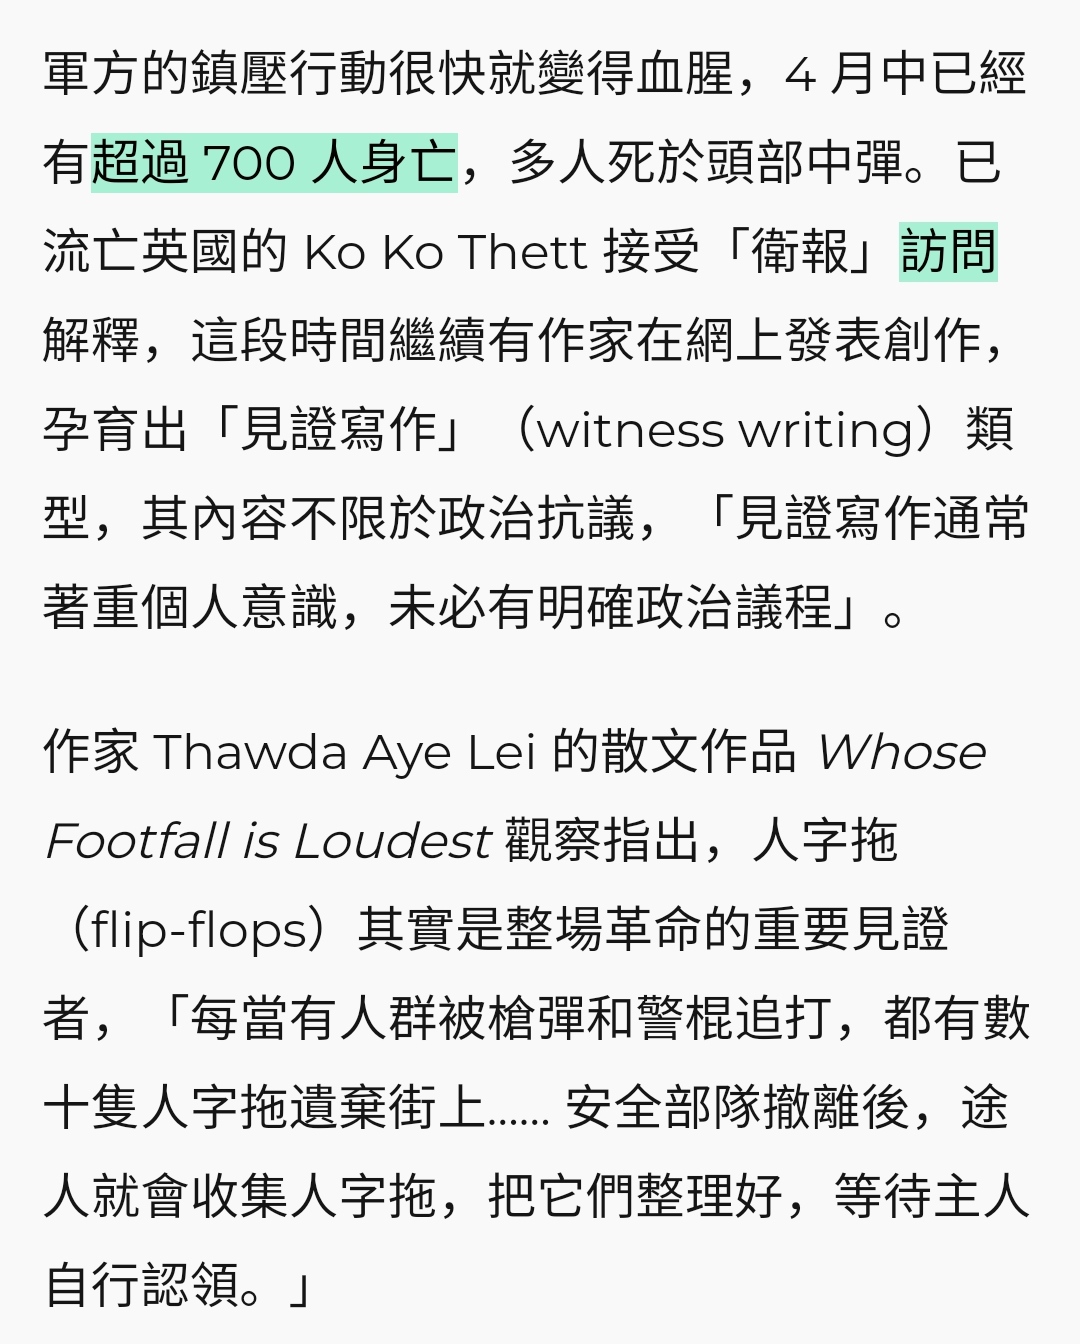 軍方的鎮壓行動很快就變得血腥，4 月中已經
有超過 700 人身亡，多人死於頭部中彈。已
流亡英國的 Ko Ko Thett 接受「衛報」訪問
解釋，這段時間繼續有作家在網上發表創作，
孕育出「見證寫作」（witness writing）類
型，其內容不限於政治抗議，「見證寫作通常
著重個人意識，未必有明確政治議程」。
作家 Thawda Aye Lei 的散文作品 Whose
Footfall is Loudest 觀察指出，人字拖
（flip-flops）其實是整場革命的重要見證
者，「每當有人群被槍彈和警棍追打，都有數
十隻人字拖遺棄街上...... 安全部隊撤離後，途
人就會收集人字拖，把它們整理好，等待主人
自行認領。」